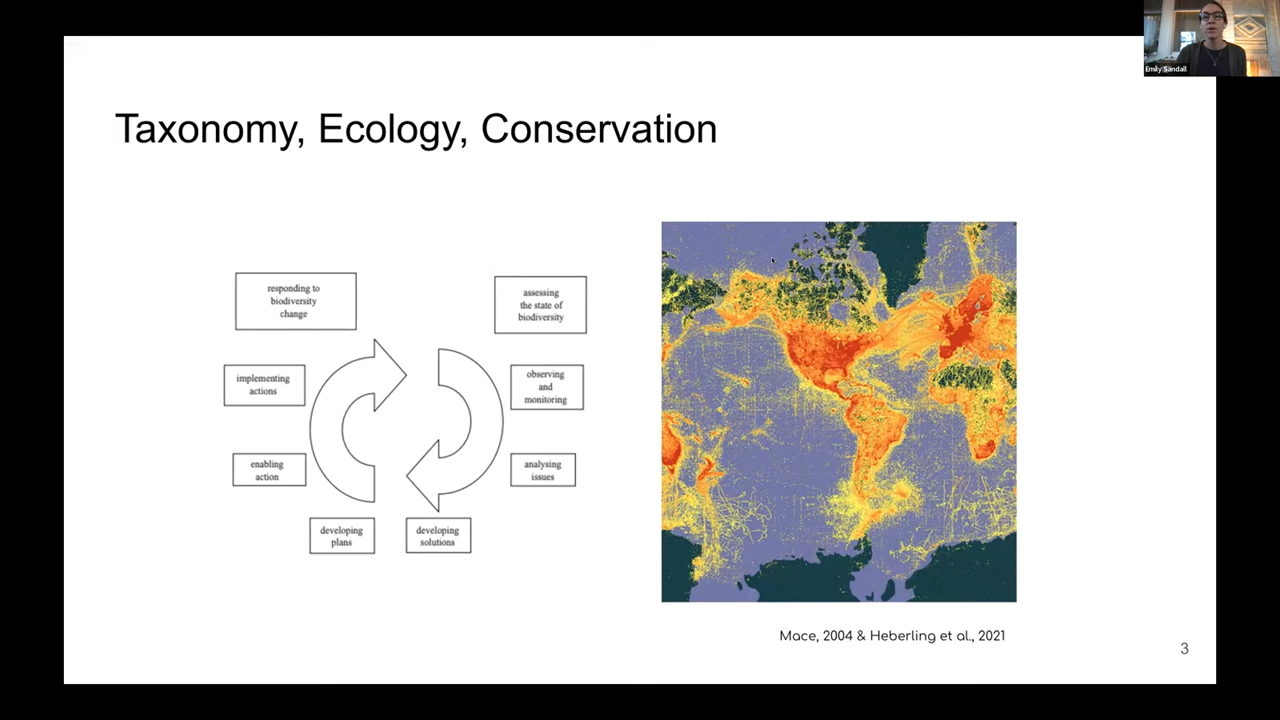 Emily Sandall
Taxonomy, Ecology, Conservation
responding to
biodiversity
change
assessing
the state of
biodiversity
implementing
actions
observing
and
monitoring
enabling
action
analysing
issues
developing
plans
developing
solutions
Mace, 2004 & Heberling et al., 2021
3